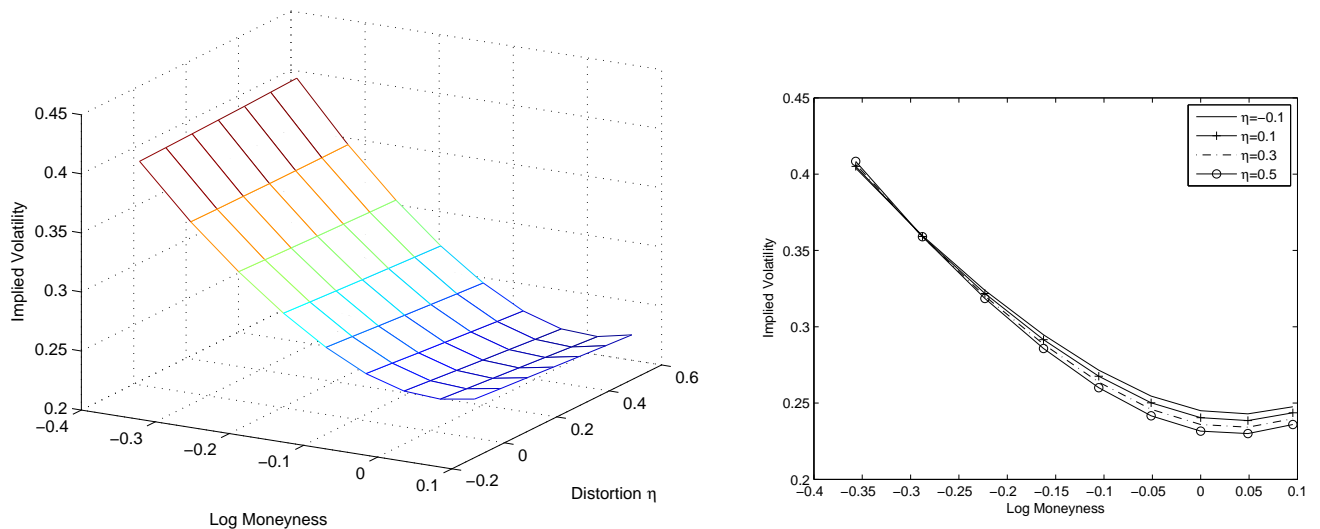 0.45
0.4
0.35
0.3
0.25
0.2
Implied Volatility
−0.4
−0.3
−0.2
−0.1
0
0.1
Log Moneyness
−0.2
0
0.2
0.4
0.6
Distortion η
0.45
0.4
0.35
0.3
0.25
0.2
Implied Volatility
−0.4 −0.35 −0.3 −0.25 −0.2 −0.15 −0.1 −0.05 0 0.05 0.1
Log Moneyness
η=−0.1
η=0.1
η=0.3
η=0.5